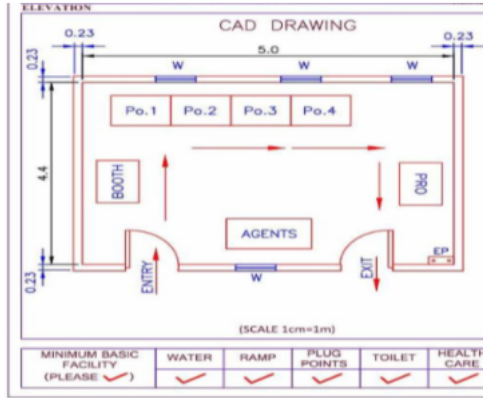 ELEVATION
CAD DRAWING
0.23
5.0
0.23
0.23
W
W
W
Po.1 Po.2 Po.3 Po.4
4.4
BOOTH
PRO
AGENTS
EP
0.23
ENTRY
W
EXIT
(SCALE 1cm=1m)
MINIMUM BASIC FACILITY (PLEASE ✓)
WATER
RAMP
PLUG POINTS
TOILET
HEALTH CARE